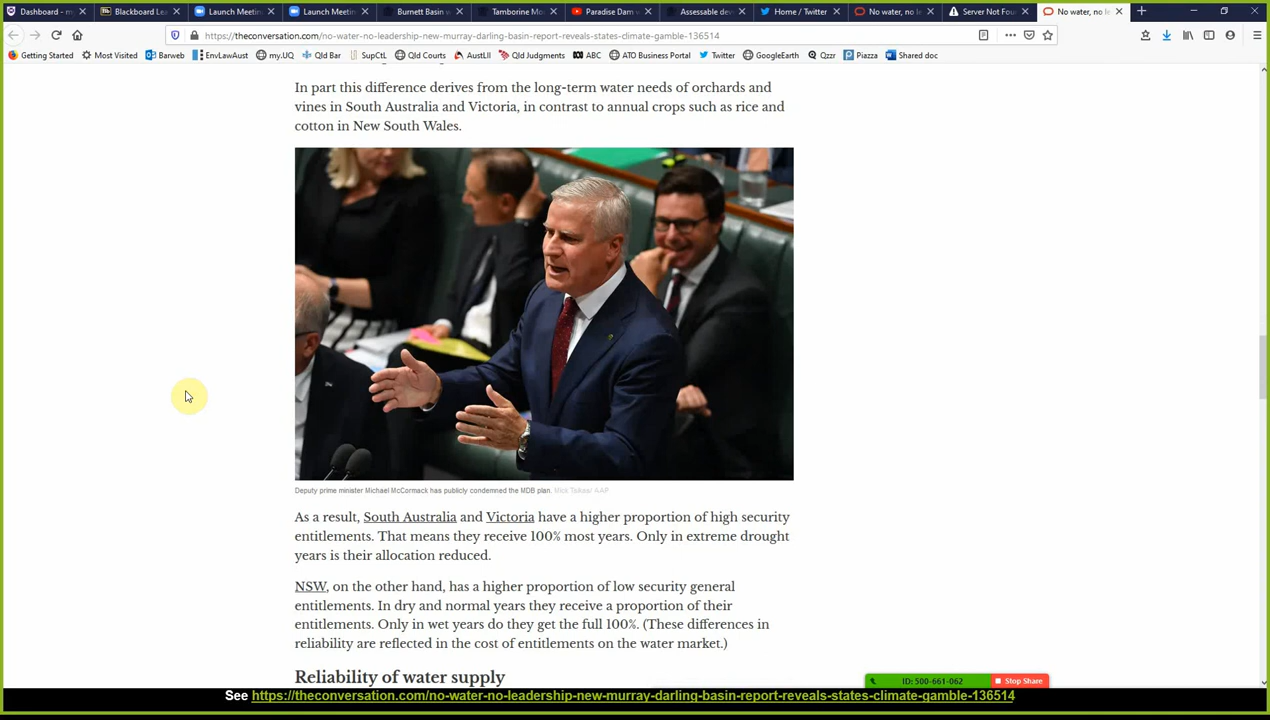 Dashboard - m
Blackboard Lea
Launch Meetin
Launch Meetin
Burnett Basin w
Tamborine Mo
Paradise Dam v
Assessable dev
Home / Twitter
No water, no le
Server Not Foun
No water, no le
https://theconversation.com/no-water-no-leadership-new-murray-darling-basin-report-reveals-states-climate-gamble-136514
Getting Started
Most Visited
Barweb
EnvLawAust
my.UQ
Qld Bar
SupCtL
Qld Courts
AustLII
Qld Judgments
ABC
ATO Business Portal
Twitter
GoogleEarth
Qzzr
Piazza
Shared doc
In part this difference derives from the long-term water needs of orchards and
vines in South Australia and Victoria, in contrast to annual crops such as rice and
cotton in New South Wales.
Deputy prime minister Michael McCormack has publicly condemned the MDB plan. Mick Tsikas/ AAP
As a result, South Australia and Victoria have a higher proportion of high security
entitlements. That means they receive 100% most years. Only in extreme drought
years is their allocation reduced.
NSW, on the other hand, has a higher proportion of low security general
entitlements. In dry and normal years they receive a proportion of their
entitlements. Only in wet years do they get the full 100%. (These differences in
reliability are reflected in the cost of entitlements on the water market.)
Reliability of water supply
ID: 500-661-062
Stop Share
See https://theconversation.com/no-water-no-leadership-new-murray-darling-basin-report-reveals-states-climate-gamble-136514